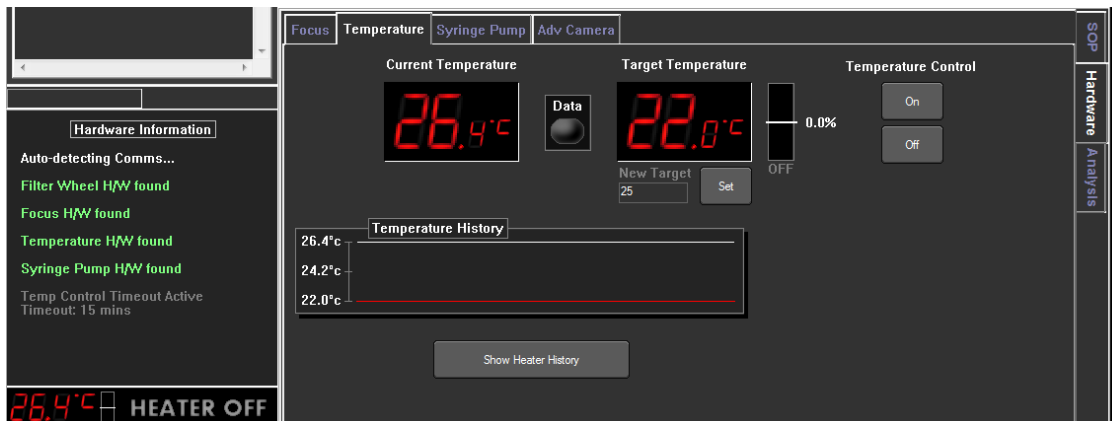 Focus Temperature Syringe Pump Adv Camera
SOP
Hardware
Analysis
Current Temperature
26.4°C
Data
Target Temperature
22.0°C
0.0%
OFF
New Target
25
Set
Temperature Control
On
Off
Temperature History
26.4°c
24.2°c
22.0°c
Show Heater History
Hardware Information
Auto-detecting Comms...
Filter Wheel H/W found
Focus H/W found
Temperature H/W found
Syringe Pump H/W found
Temp Control Timeout Active
Timeout: 15 mins
26.4°C HEATER OFF